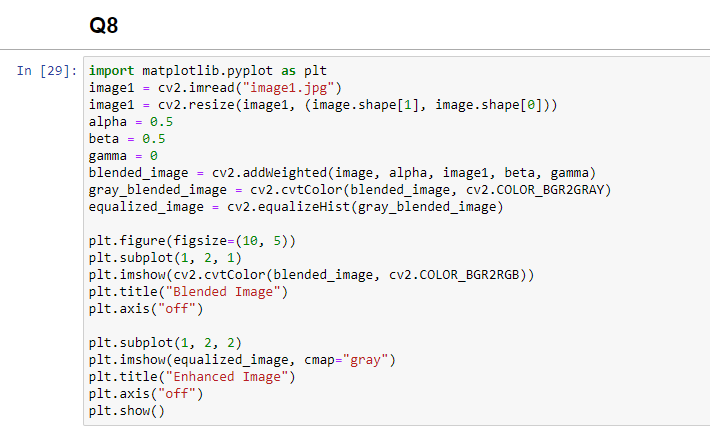 Q8
In [29]: import matplotlib.pyplot as plt
image1 = cv2.imread("image1.jpg")
image1 = cv2.resize(image1, (image.shape[1], image.shape[0]))
alpha = 0.5
beta = 0.5
gamma = 0
blended_image = cv2.addWeighted(image, alpha, image1, beta, gamma)
gray_blended_image = cv2.cvtColor(blended_image, cv2.COLOR_BGR2GRAY)
equalized_image = cv2.equalizeHist(gray_blended_image)

plt.figure(figsize=(10, 5))
plt.subplot(1, 2, 1)
plt.imshow(cv2.cvtColor(blended_image, cv2.COLOR_BGR2RGB))
plt.title("Blended Image")
plt.axis("off")

plt.subplot(1, 2, 2)
plt.imshow(equalized_image, cmap="gray")
plt.title("Enhanced Image")
plt.axis("off")
plt.show()